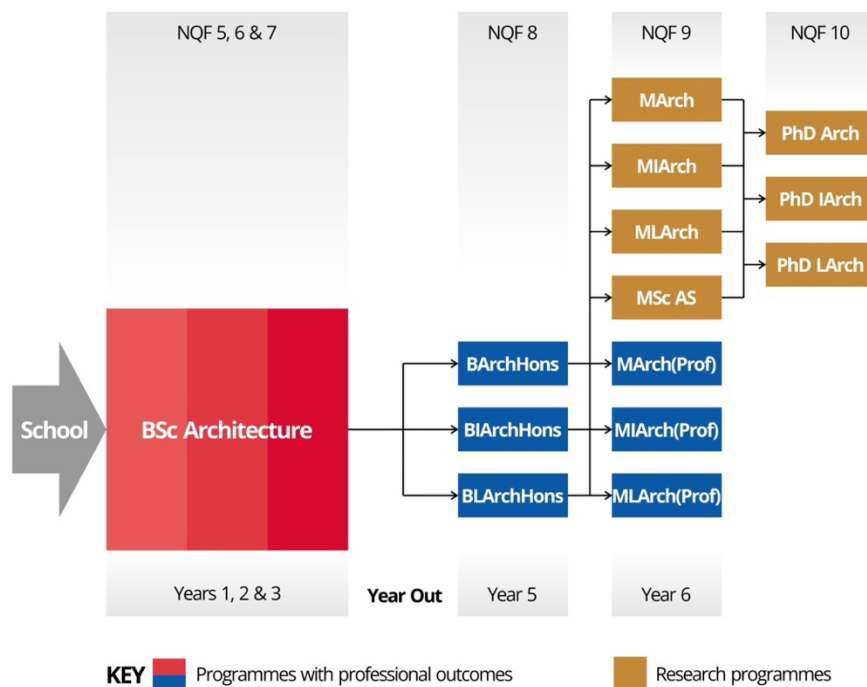 NQF 5, 6 & 7
NQF 8
NQF 9
NQF 10
MArch
PhD Arch
MIArch
PhD IArch
MLArch
PhD LArch
MSc AS
BArchHons
MArch(Prof)
School
BSc Architecture
BIArchHons
MIArch(Prof)
BLArchHons
MLArch(Prof)
Years 1, 2 & 3
Year Out
Year 5
Year 6
KEY
Programmes with professional outcomes
Research programmes